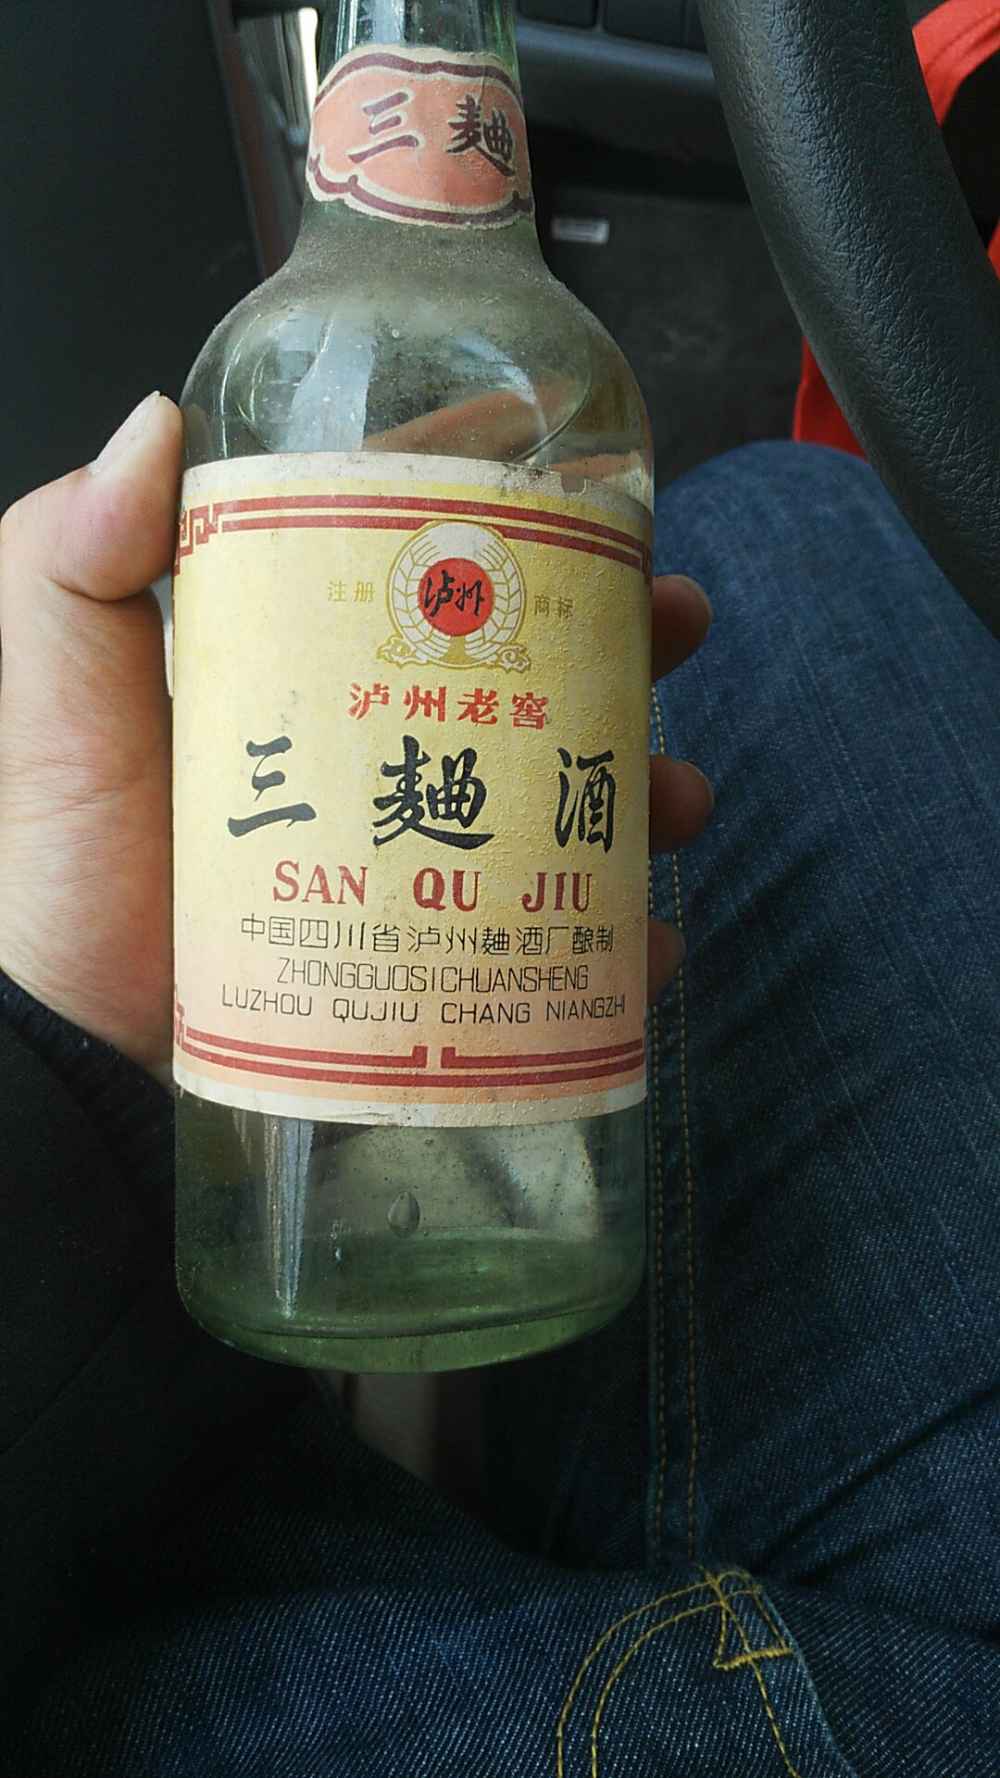 三麯
注册 泸州 商标
泸州老窖
三麯酒
SAN QU JIU
中国四川省泸州麯酒厂酿制
ZHONGGUOSICHUANSHENG
LUZHOU QUJIU CHANG NIANGZHI